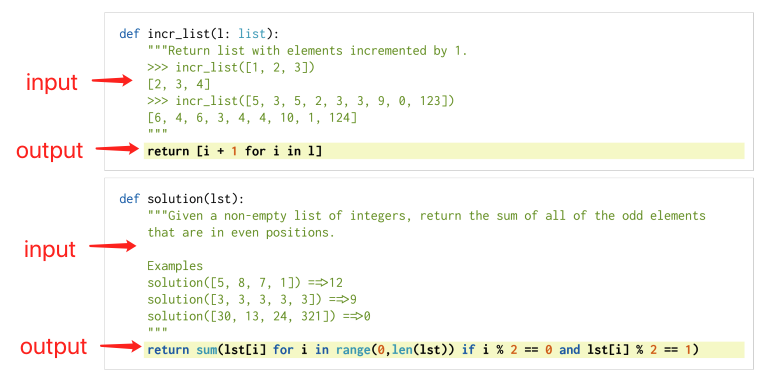 def incr_list(l: list):
"""Return list with elements incremented by 1.
>>> incr_list([1, 2, 3])
input
[2, 3, 4]
>>> incr_list([5, 3, 5, 2, 3, 3, 9, 0, 123])
[6, 4, 6, 3, 4, 4, 10, 1, 124]
"""
output
return [i + 1 for i in l]
def solution(lst):
"""Given a non-empty list of integers, return the sum of all of the odd elements
that are in even positions.
input
Examples
solution([5, 8, 7, 1]) ==>12
solution([3, 3, 3, 3, 3]) ==>9
solution([30, 13, 24, 321]) ==>0
"""
output
return sum(lst[i] for i in range(0,len(lst)) if i % 2 == 0 and lst[i] % 2 == 1)